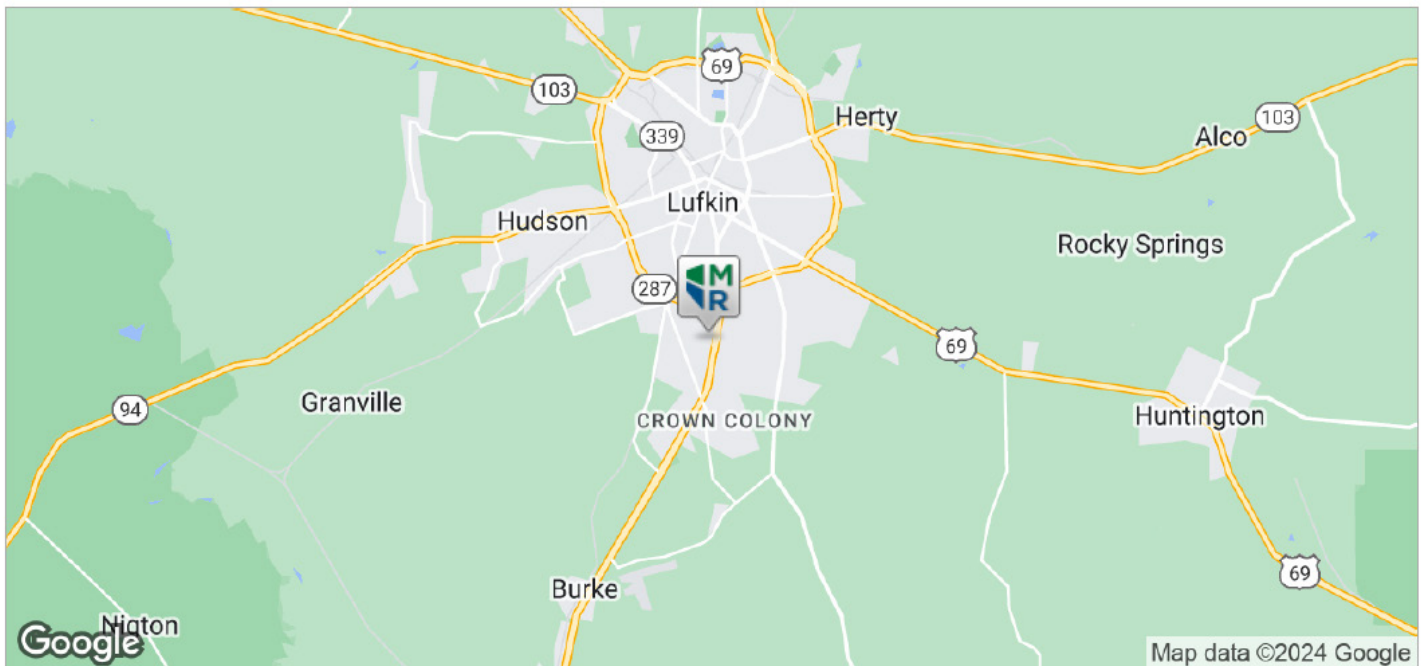 69
103
Herty
103
Alco
339
Lufkin
Hudson
Rocky Springs
M
R
287
69
Granville
94
CROWN COLONY
Huntington
69
Burke
Nigton
Google
Map data ©2024 Google